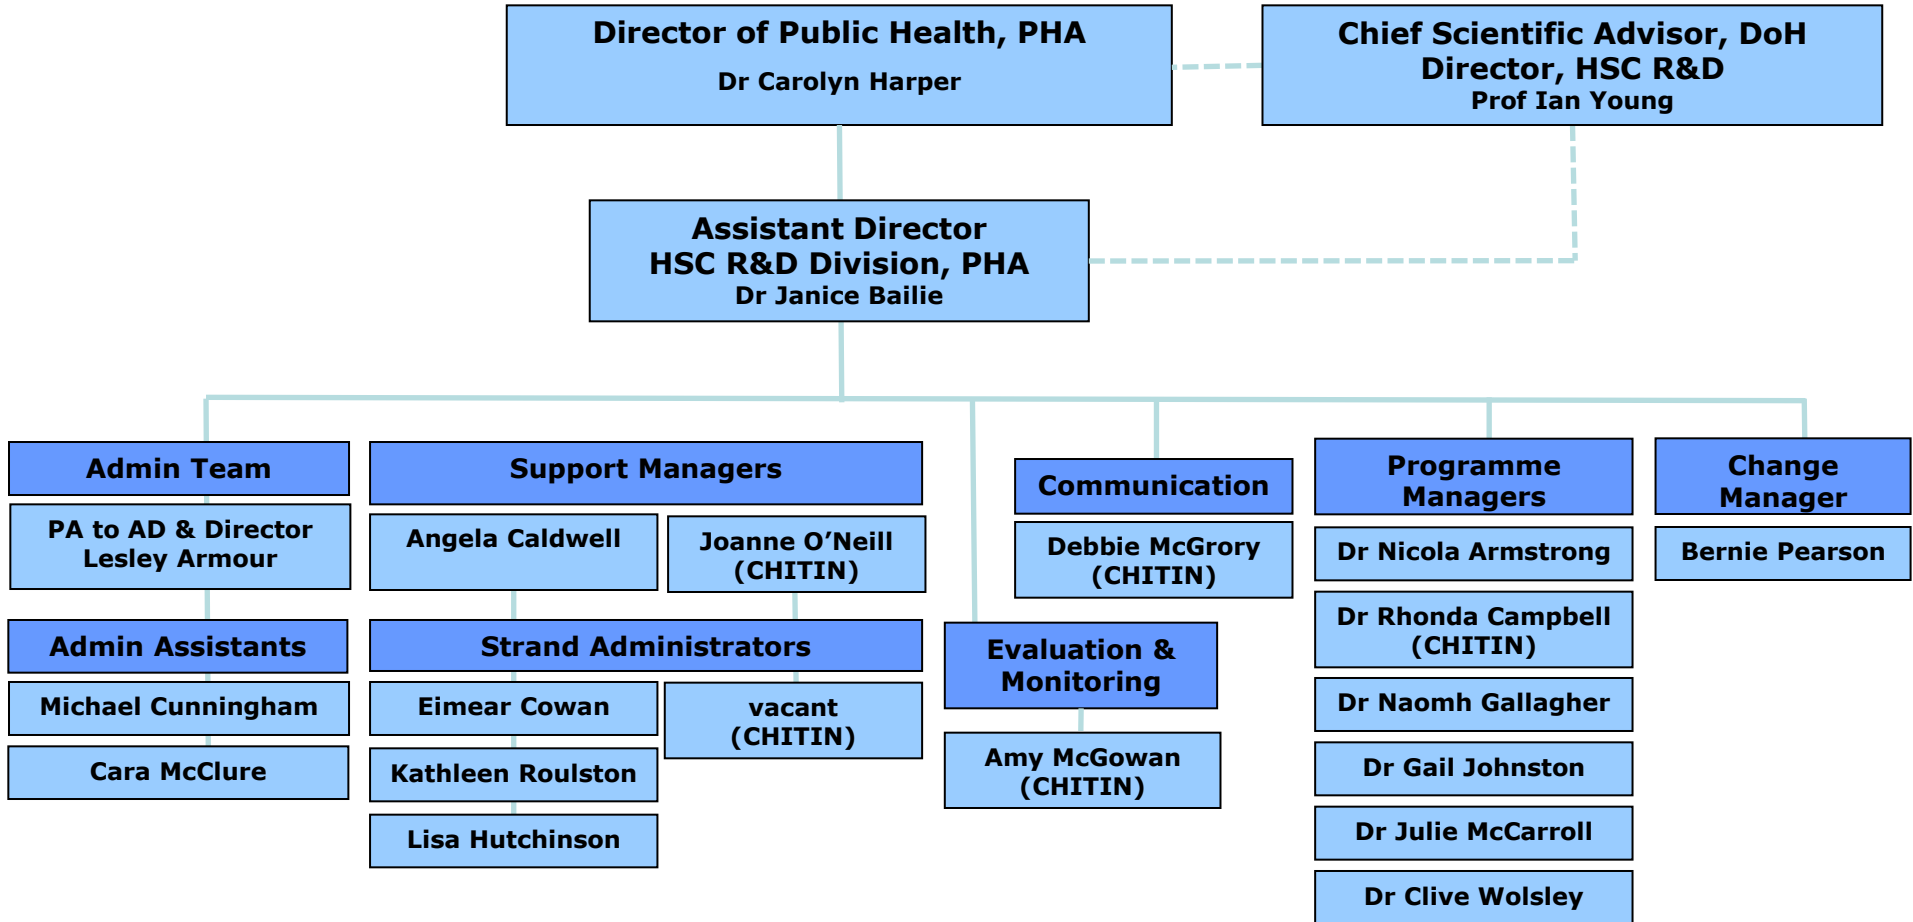 Director of Public Health, PHA
Dr Carolyn Harper
Chief Scientific Advisor, DoH
Director, HSC R&D
Prof Ian Young
Assistant Director
HSC R&D Division, PHA
Dr Janice Bailie
Admin Team
PA to AD & Director
Lesley Armour
Admin Assistants
Michael Cunningham
Cara McClure
Support Managers
Angela Caldwell
Joanne O’Neill
(CHITIN)
Strand Administrators
Eimear Cowan
Kathleen Roulston
Lisa Hutchinson
vacant
(CHITIN)
Evaluation &
Monitoring
Amy McGowan
(CHITIN)
Communication
Debbie McGrory
(CHITIN)
Programme
Managers
Dr Nicola Armstrong
Dr Rhonda Campbell
(CHITIN)
Dr Naomh Gallagher
Dr Gail Johnston
Dr Julie McCarroll
Dr Clive Wolsley
Change
Manager
Bernie Pearson